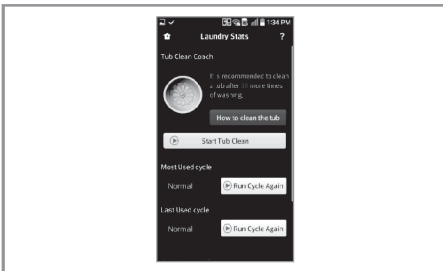 1:34 PM
Laundry Stats ?
Tub Clean Coach
It is recommended to clean
a tub after more times
of washing.
How to clean the tub
Start Tub Clean
Most Used cycle
Normal Run Cycle Again
Last Used cycle
Normal Run Cycle Again